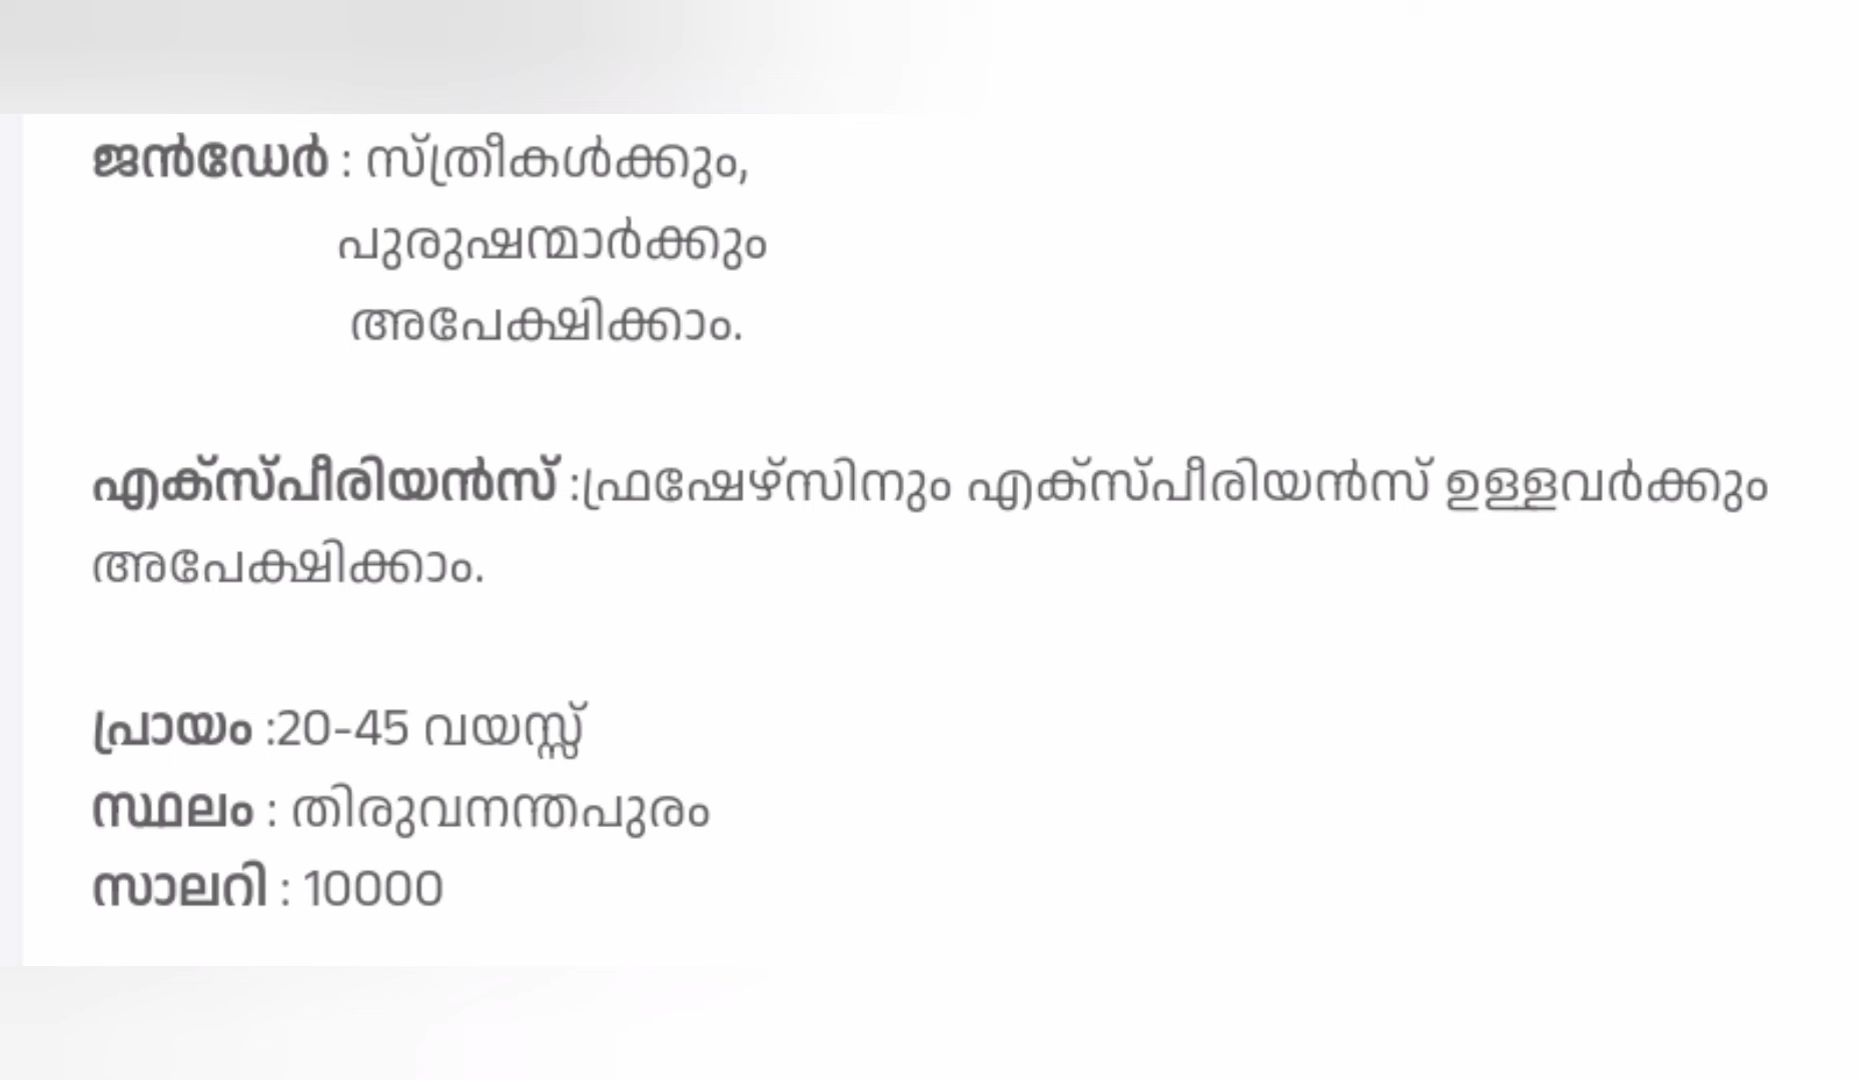 ജൻഡേർ : സ്ത്രീകൾക്കും,
പുരുഷന്മാർക്കും
അപേക്ഷിക്കാം.
എക്സ്പീരിയൻസ് :ഫ്രഷേഴ്സിനും എക്സ്പീരിയൻസ് ഉള്ളവർക്കും
അപേക്ഷിക്കാം.
പ്രായം :20-45 വയസ്സ്
സ്ഥലം : തിരുവനന്തപുരം
സാലറി : 10000